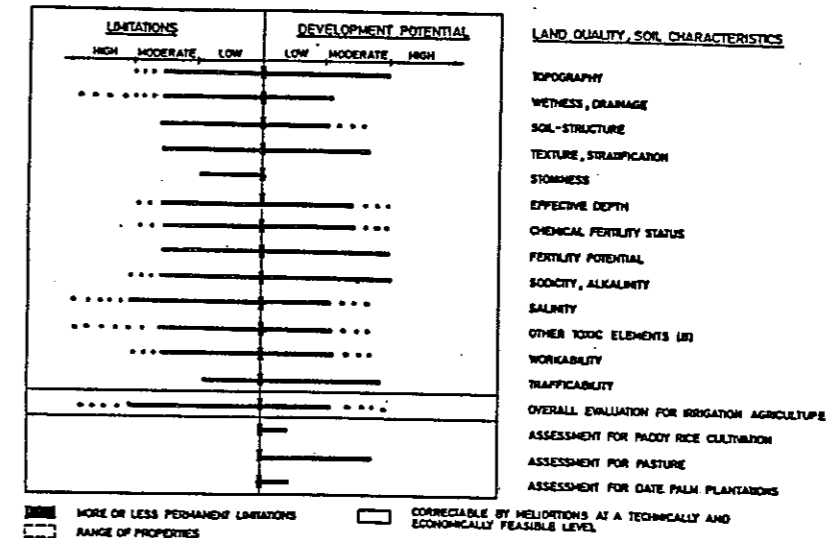 LIMITATIONS DEVELOPMENT POTENTIAL LAND QUALITY, SOIL CHARACTERISTICS
HIGH MODERATE LOW LOW MODERATE HIGH
TOPOGRAPHY
WETNESS, DRAINAGE
SOIL-STRUCTURE
TEXTURE, STRATIFICATION
STONINESS
EFFECTIVE DEPTH
CHEMICAL FERTILITY STATUS
FERTILITY POTENTIAL
SODICITY, ALKALINITY
SALINITY
OTHER TOXIC ELEMENTS (B)
WORKABILITY
TRAFFICABILITY
OVERALL EVALUATION FOR IRRIGATION AGRICULTURE
ASSESSMENT FOR PADDY RICE CULTIVATION
ASSESSMENT FOR PASTURE
ASSESSMENT FOR DATE PALM PLANTATIONS
MORE OR LESS PERMANENT LIMITATIONS
RANGE OF PROPERTIES
CORRECTABLE BY MELIORATIONS AT A TECHNICALLY AND
ECONOMICALLY FEASIBLE LEVEL